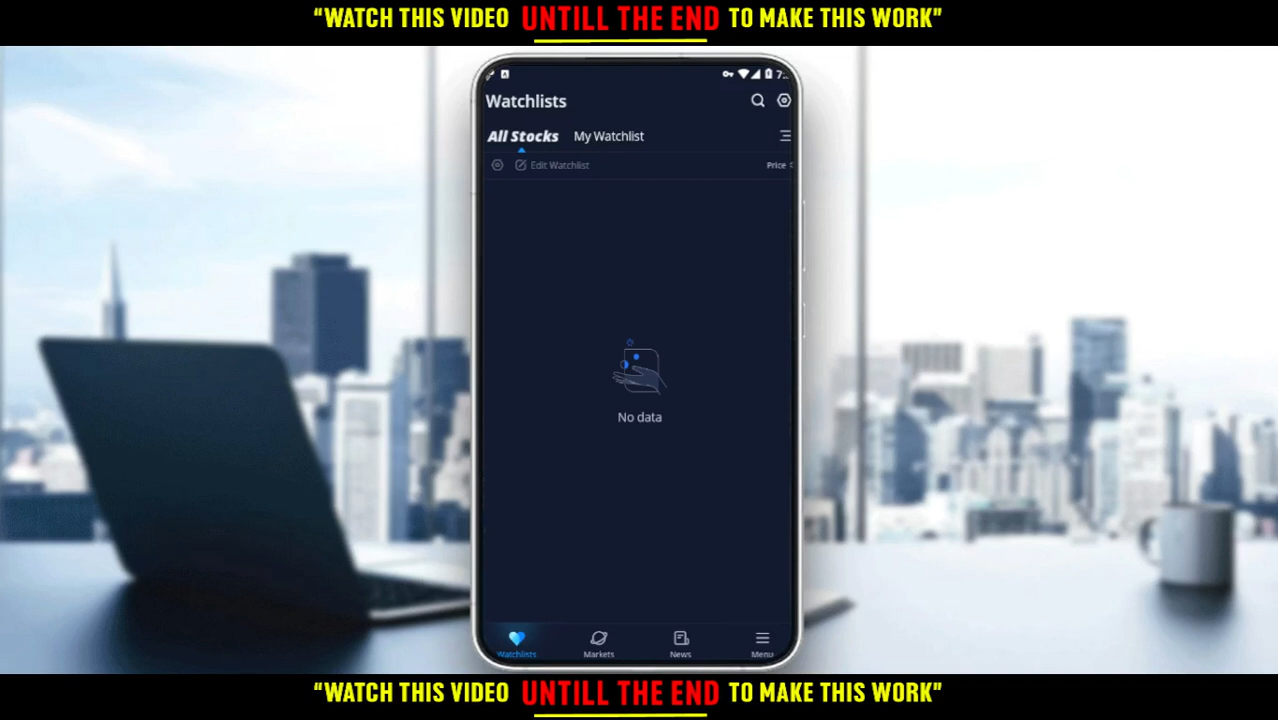 "WATCH THIS VIDEO UNTILL THE END TO MAKE THIS WORK"
7:
Watchlists
All Stocks My Watchlist
Edit Watchlist Price
No data
Watchlists Markets News Menu
"WATCH THIS VIDEO UNTILL THE END TO MAKE THIS WORK"